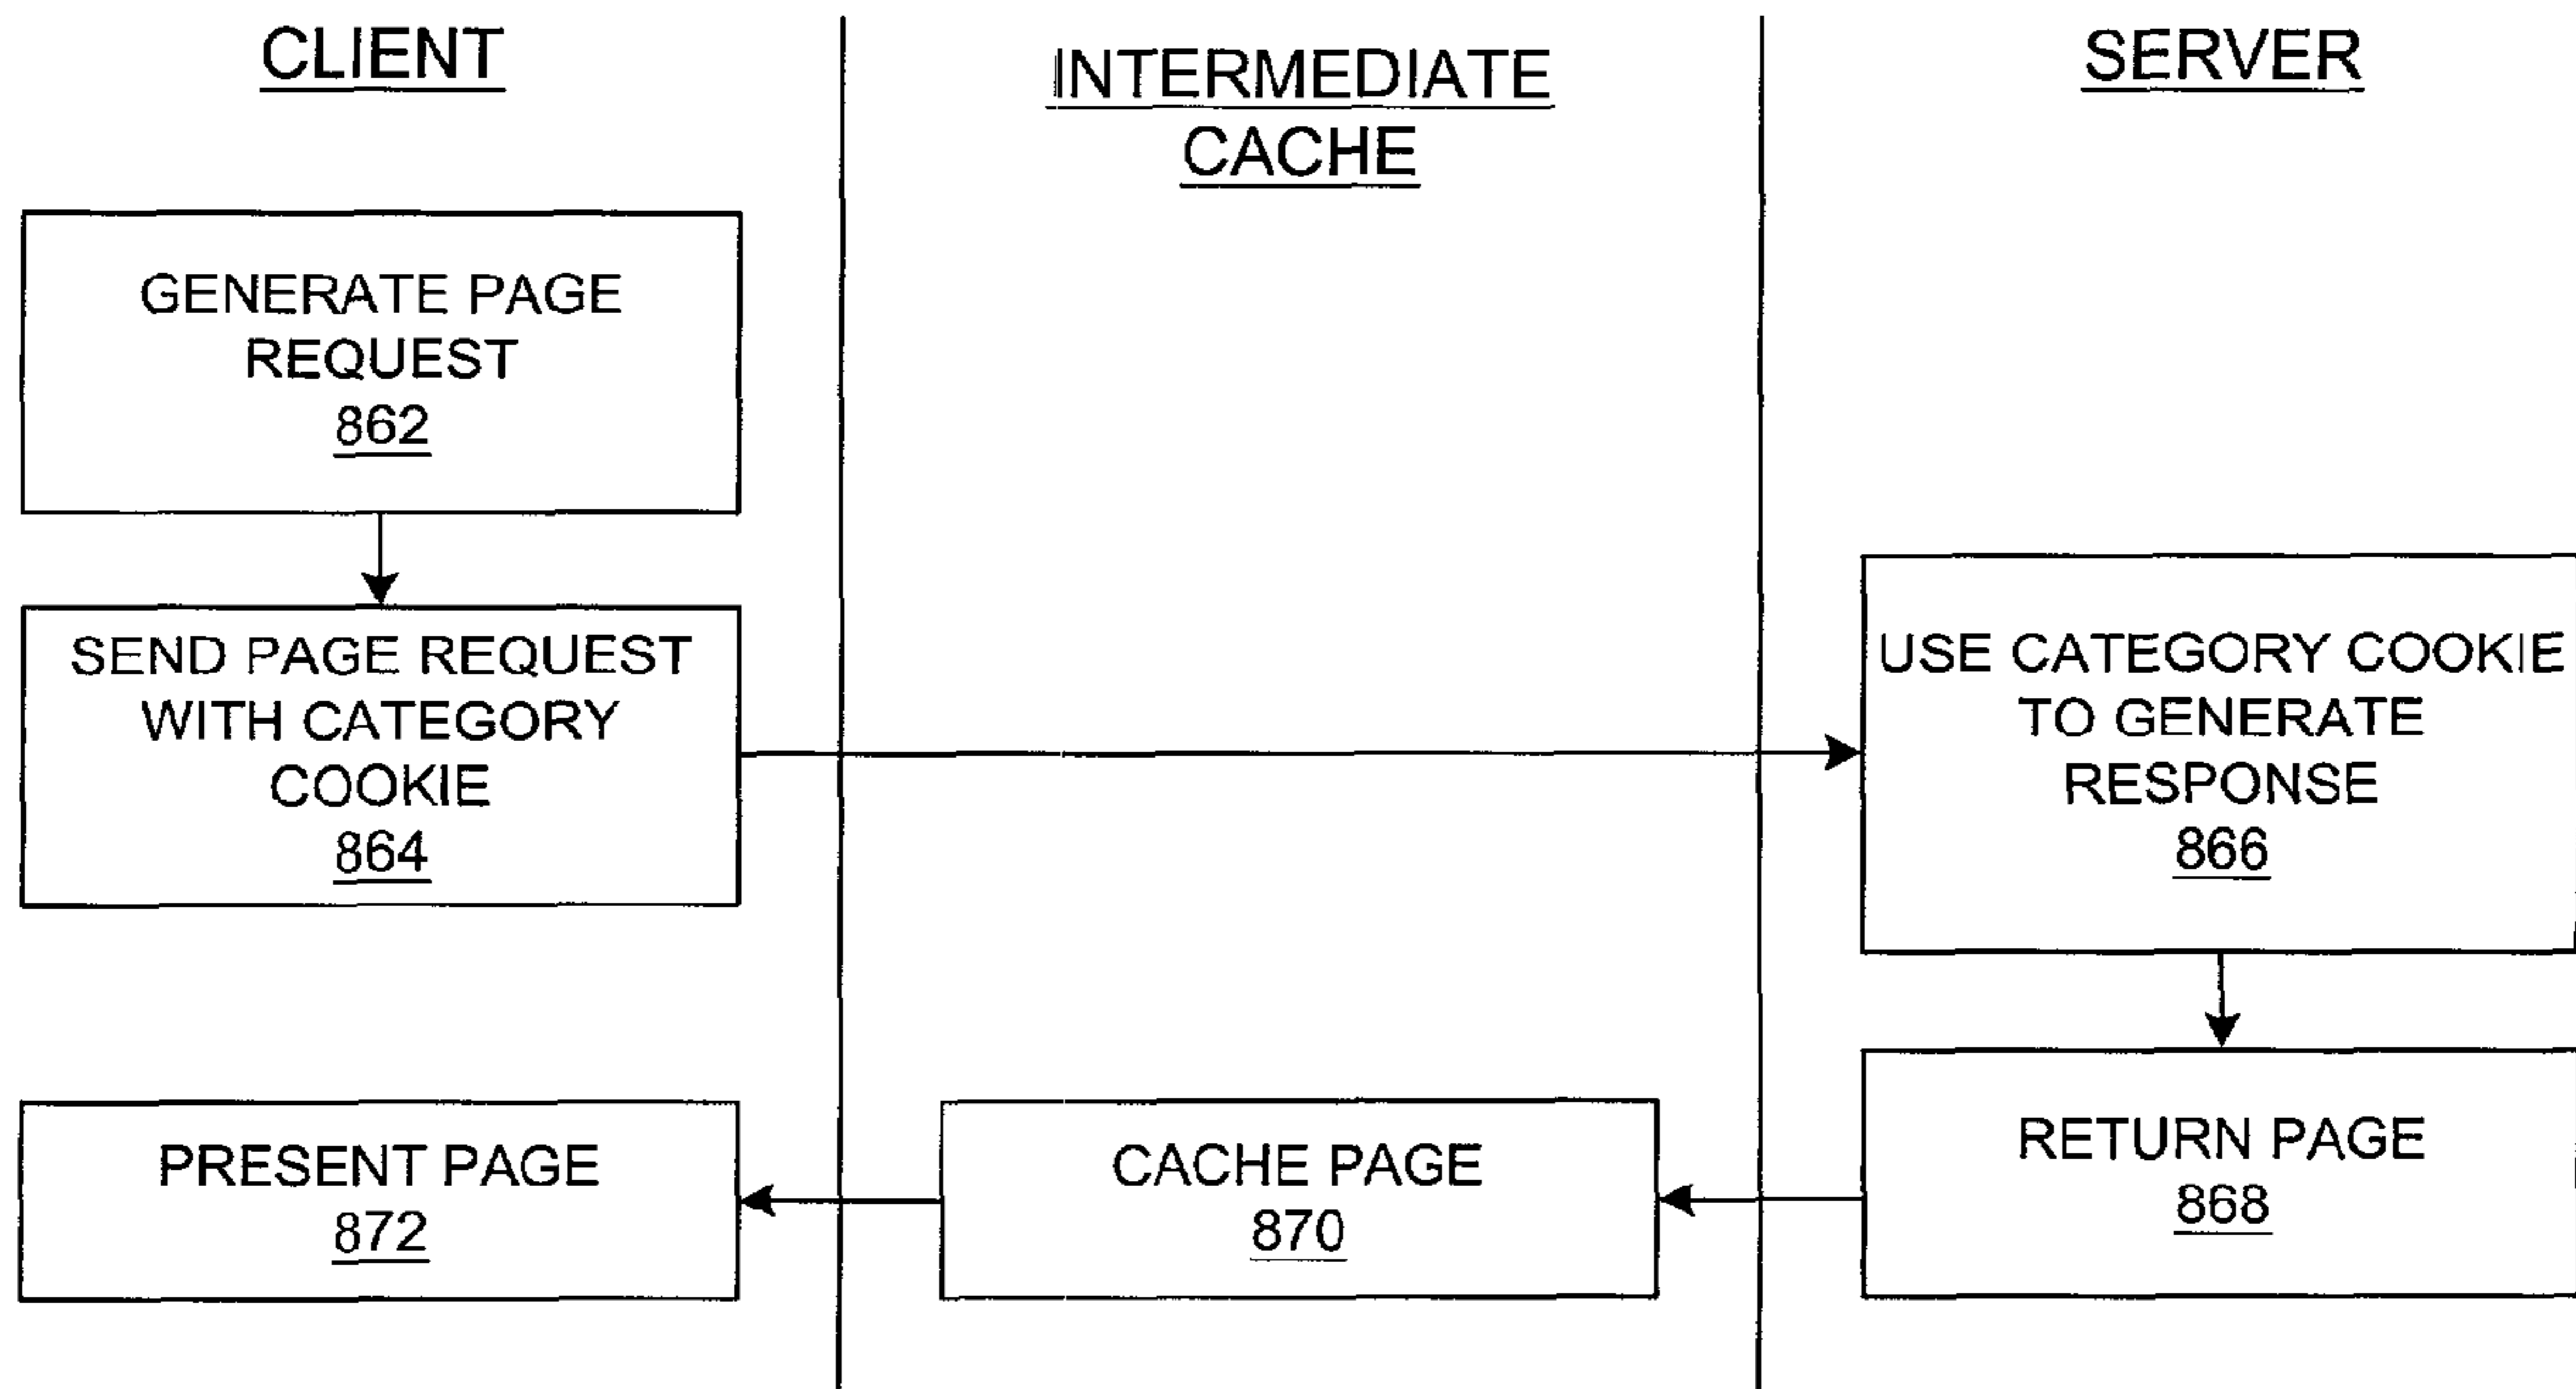 CLIENT
INTERMEDIATE
CACHE
SERVER
GENERATE PAGE
REQUEST
862
SEND PAGE REQUEST
WITH CATEGORY
COOKIE
864
USE CATEGORY COOKIE
TO GENERATE
RESPONSE
866
RETURN PAGE
868
CACHE PAGE
870
PRESENT PAGE
872